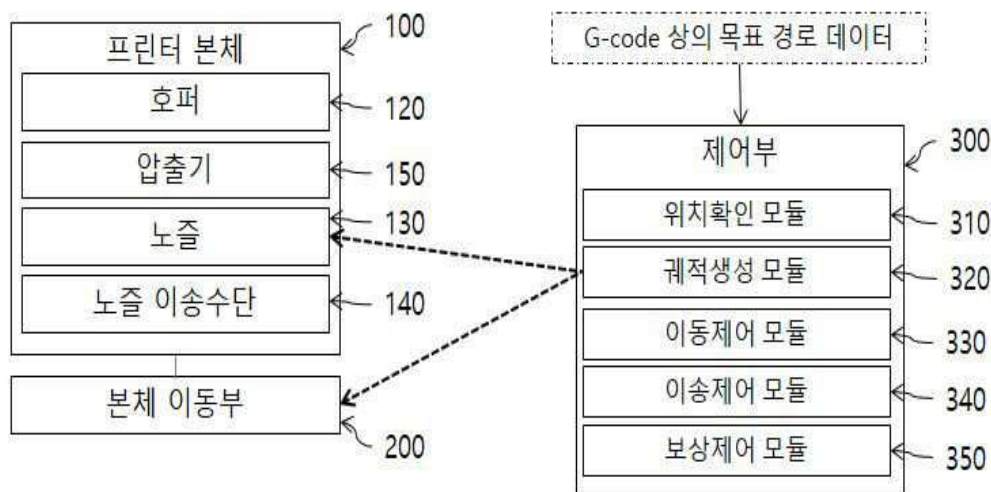 프린터 본체
100
호퍼
120
압출기
150
노즐
130
노즐 이송수단
140
본체 이동부
200
G-code 상의 목표 경로 데이터
제어부
300
위치확인 모듈
310
궤적생성 모듈
320
이동제어 모듈
330
이송제어 모듈
340
보상제어 모듈
350